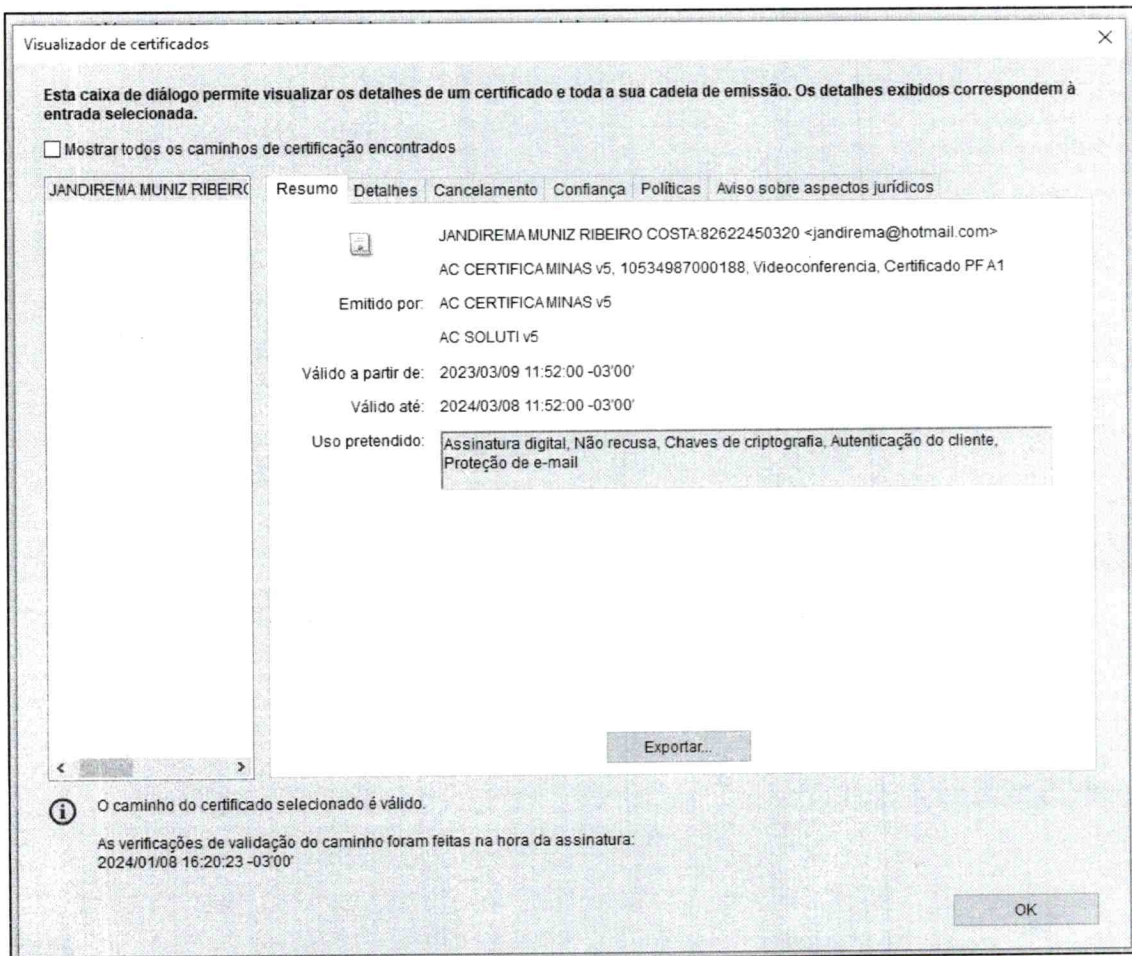 Visualizador de certificados
Esta caixa de diálogo permite visualizar os detalhes de um certificado e toda a sua cadeia de emissão. Os detalhes exibidos correspondem à
entrada selecionada.
Mostrar todos os caminhos de certificação encontrados
JANDIREMA MUNIZ RIBEIRO
Resumo Detalhes Cancelamento Confiança Políticas Aviso sobre aspectos jurídicos
JANDIREMA MUNIZ RIBEIRO COSTA:82622450320 <jandirema@hotmail.com>
AC CERTIFICA MINAS v5, 10534987000188, Videoconferencia, Certificado PF A1
Emitido por: AC CERTIFICA MINAS v5
AC SOLUTI v5
Válido a partir de: 2023/03/09 11:52:00 -03'00'
Válido até: 2024/03/08 11:52:00 -03'00'
Uso pretendido: Assinatura digital, Não recusa, Chaves de criptografia, Autenticação do cliente,
Proteção de e-mail
Exportar...
O caminho do certificado selecionado é válido.
As verificações de validação do caminho foram feitas na hora da assinatura:
2024/01/08 16:20:23 -03'00'
OK